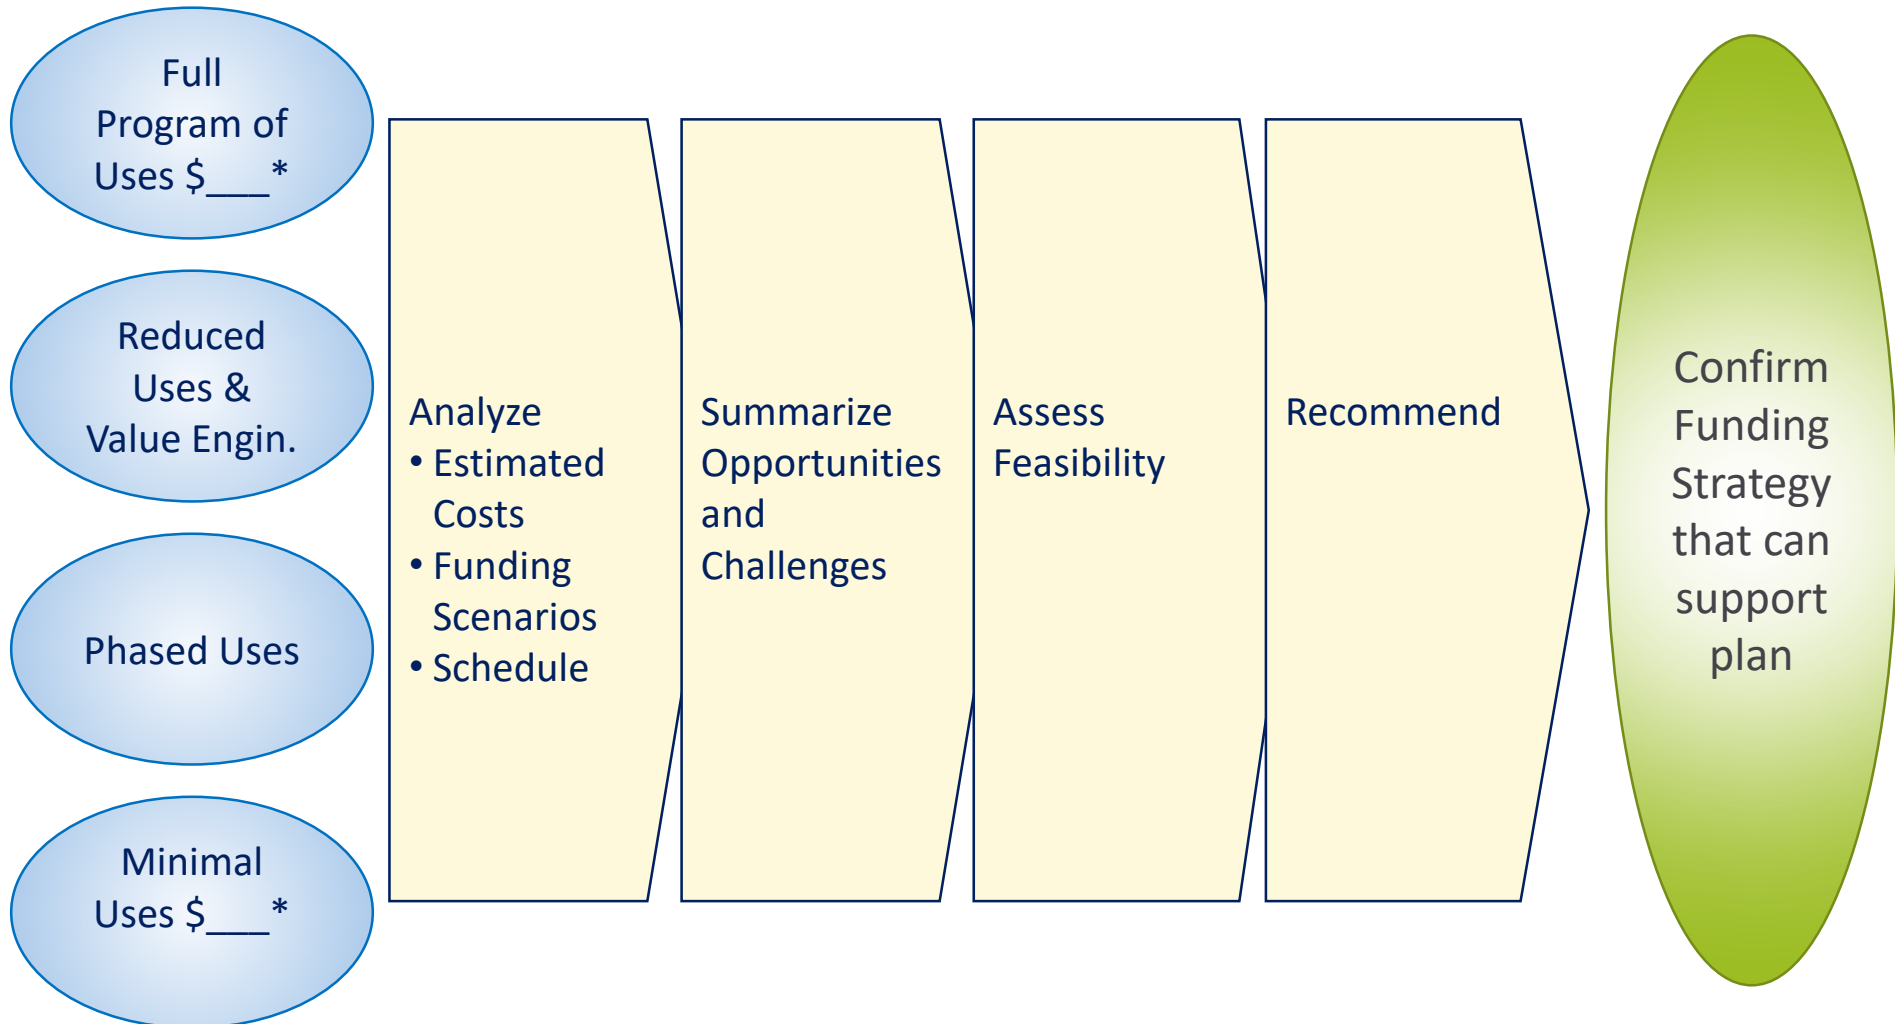 Full
Program of
Uses $___*
Reduced
Uses &
Value Engin.
Phased Uses
Minimal
Uses $___*
Analyze
• Estimated
Costs
• Funding
Scenarios
• Schedule
Summarize
Opportunities
and
Challenges
Assess
Feasibility
Recommend
Confirm
Funding
Strategy
that can
support
plan